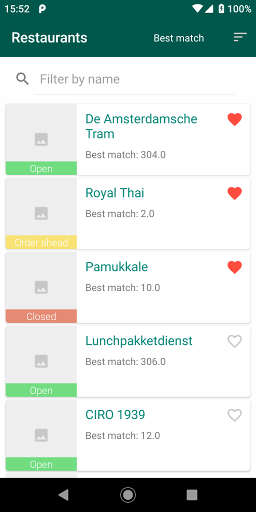 15:52
100%
Restaurants
Best match
Filter by name
De Amsterdamsche
Tram
Best match: 304.0
Open
Royal Thai
Best match: 2.0
Order ahead
Pamukkale
Best match: 10.0
Closed
Lunchpakketdienst
Best match: 306.0
Open
CIRO 1939
Best match: 12.0
Open